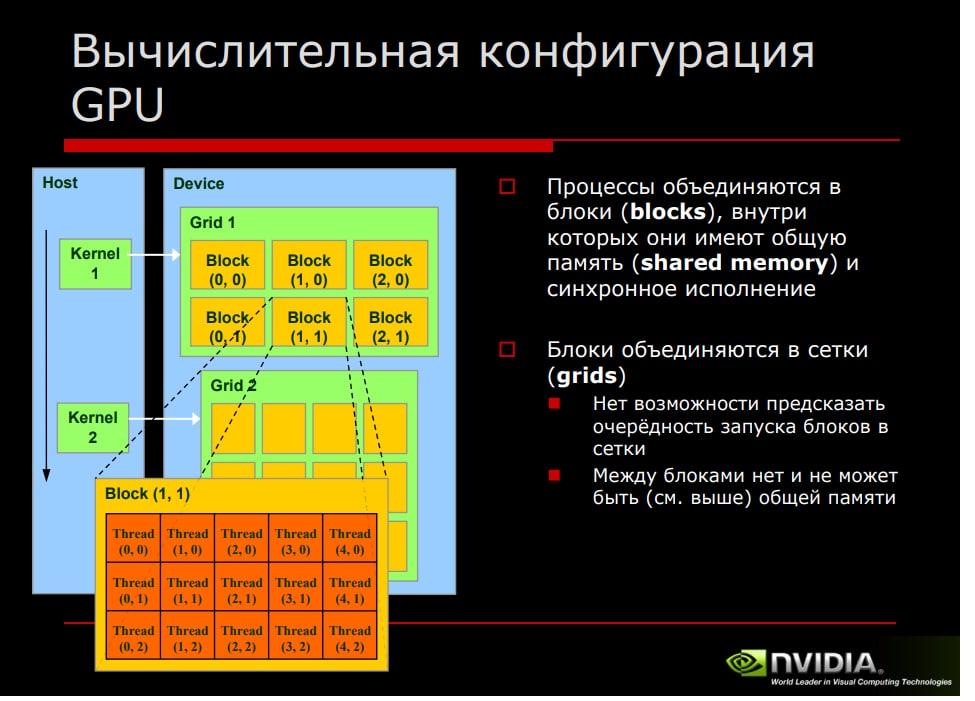 Вычислительная конфигурация
GPU
Host
Device
Grid 1
Kernel
1
Block
(0, 0)
Block
(1, 0)
Block
(2, 0)
Block
(0, 1)
Block
(1, 1)
Block
(2, 1)
Grid 2
Kernel
2
Block (1, 1)
Thread
(0, 0)
Thread
(1, 0)
Thread
(2, 0)
Thread
(3, 0)
Thread
(4, 0)
Thread
(0, 1)
Thread
(1, 1)
Thread
(2, 1)
Thread
(3, 1)
Thread
(4, 1)
Thread
(0, 2)
Thread
(1, 2)
Thread
(2, 2)
Thread
(3, 2)
Thread
(4, 2)
Процессы объединяются в
блоки (blocks), внутри
которых они имеют общую
память (shared memory) и
синхронное исполнение
Блоки объединяются в сетки
(grids)
Нет возможности предсказать
очерёдность запуска блоков в
сетки
Между блоками нет и не может
быть (см. выше) общей памяти
NVIDIA®
World Leader in Visual Computing Technologies